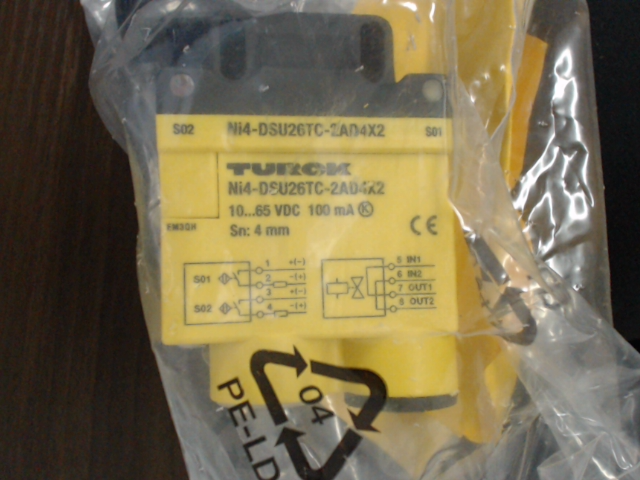 S02 Ni4-DSU26TC-2AD4X2 S01
TURCK
Ni4-DSU26TC-2AD4X2
10...65 VDC 100 mA K
Sn: 4 mm
EM3GH
CE
S01
S02
1 +(-)
2 -(+)
3 +(-)
4 -(+)
5 IN1
6 IN2
7 OUT1
8 OUT2
04
PE-LD